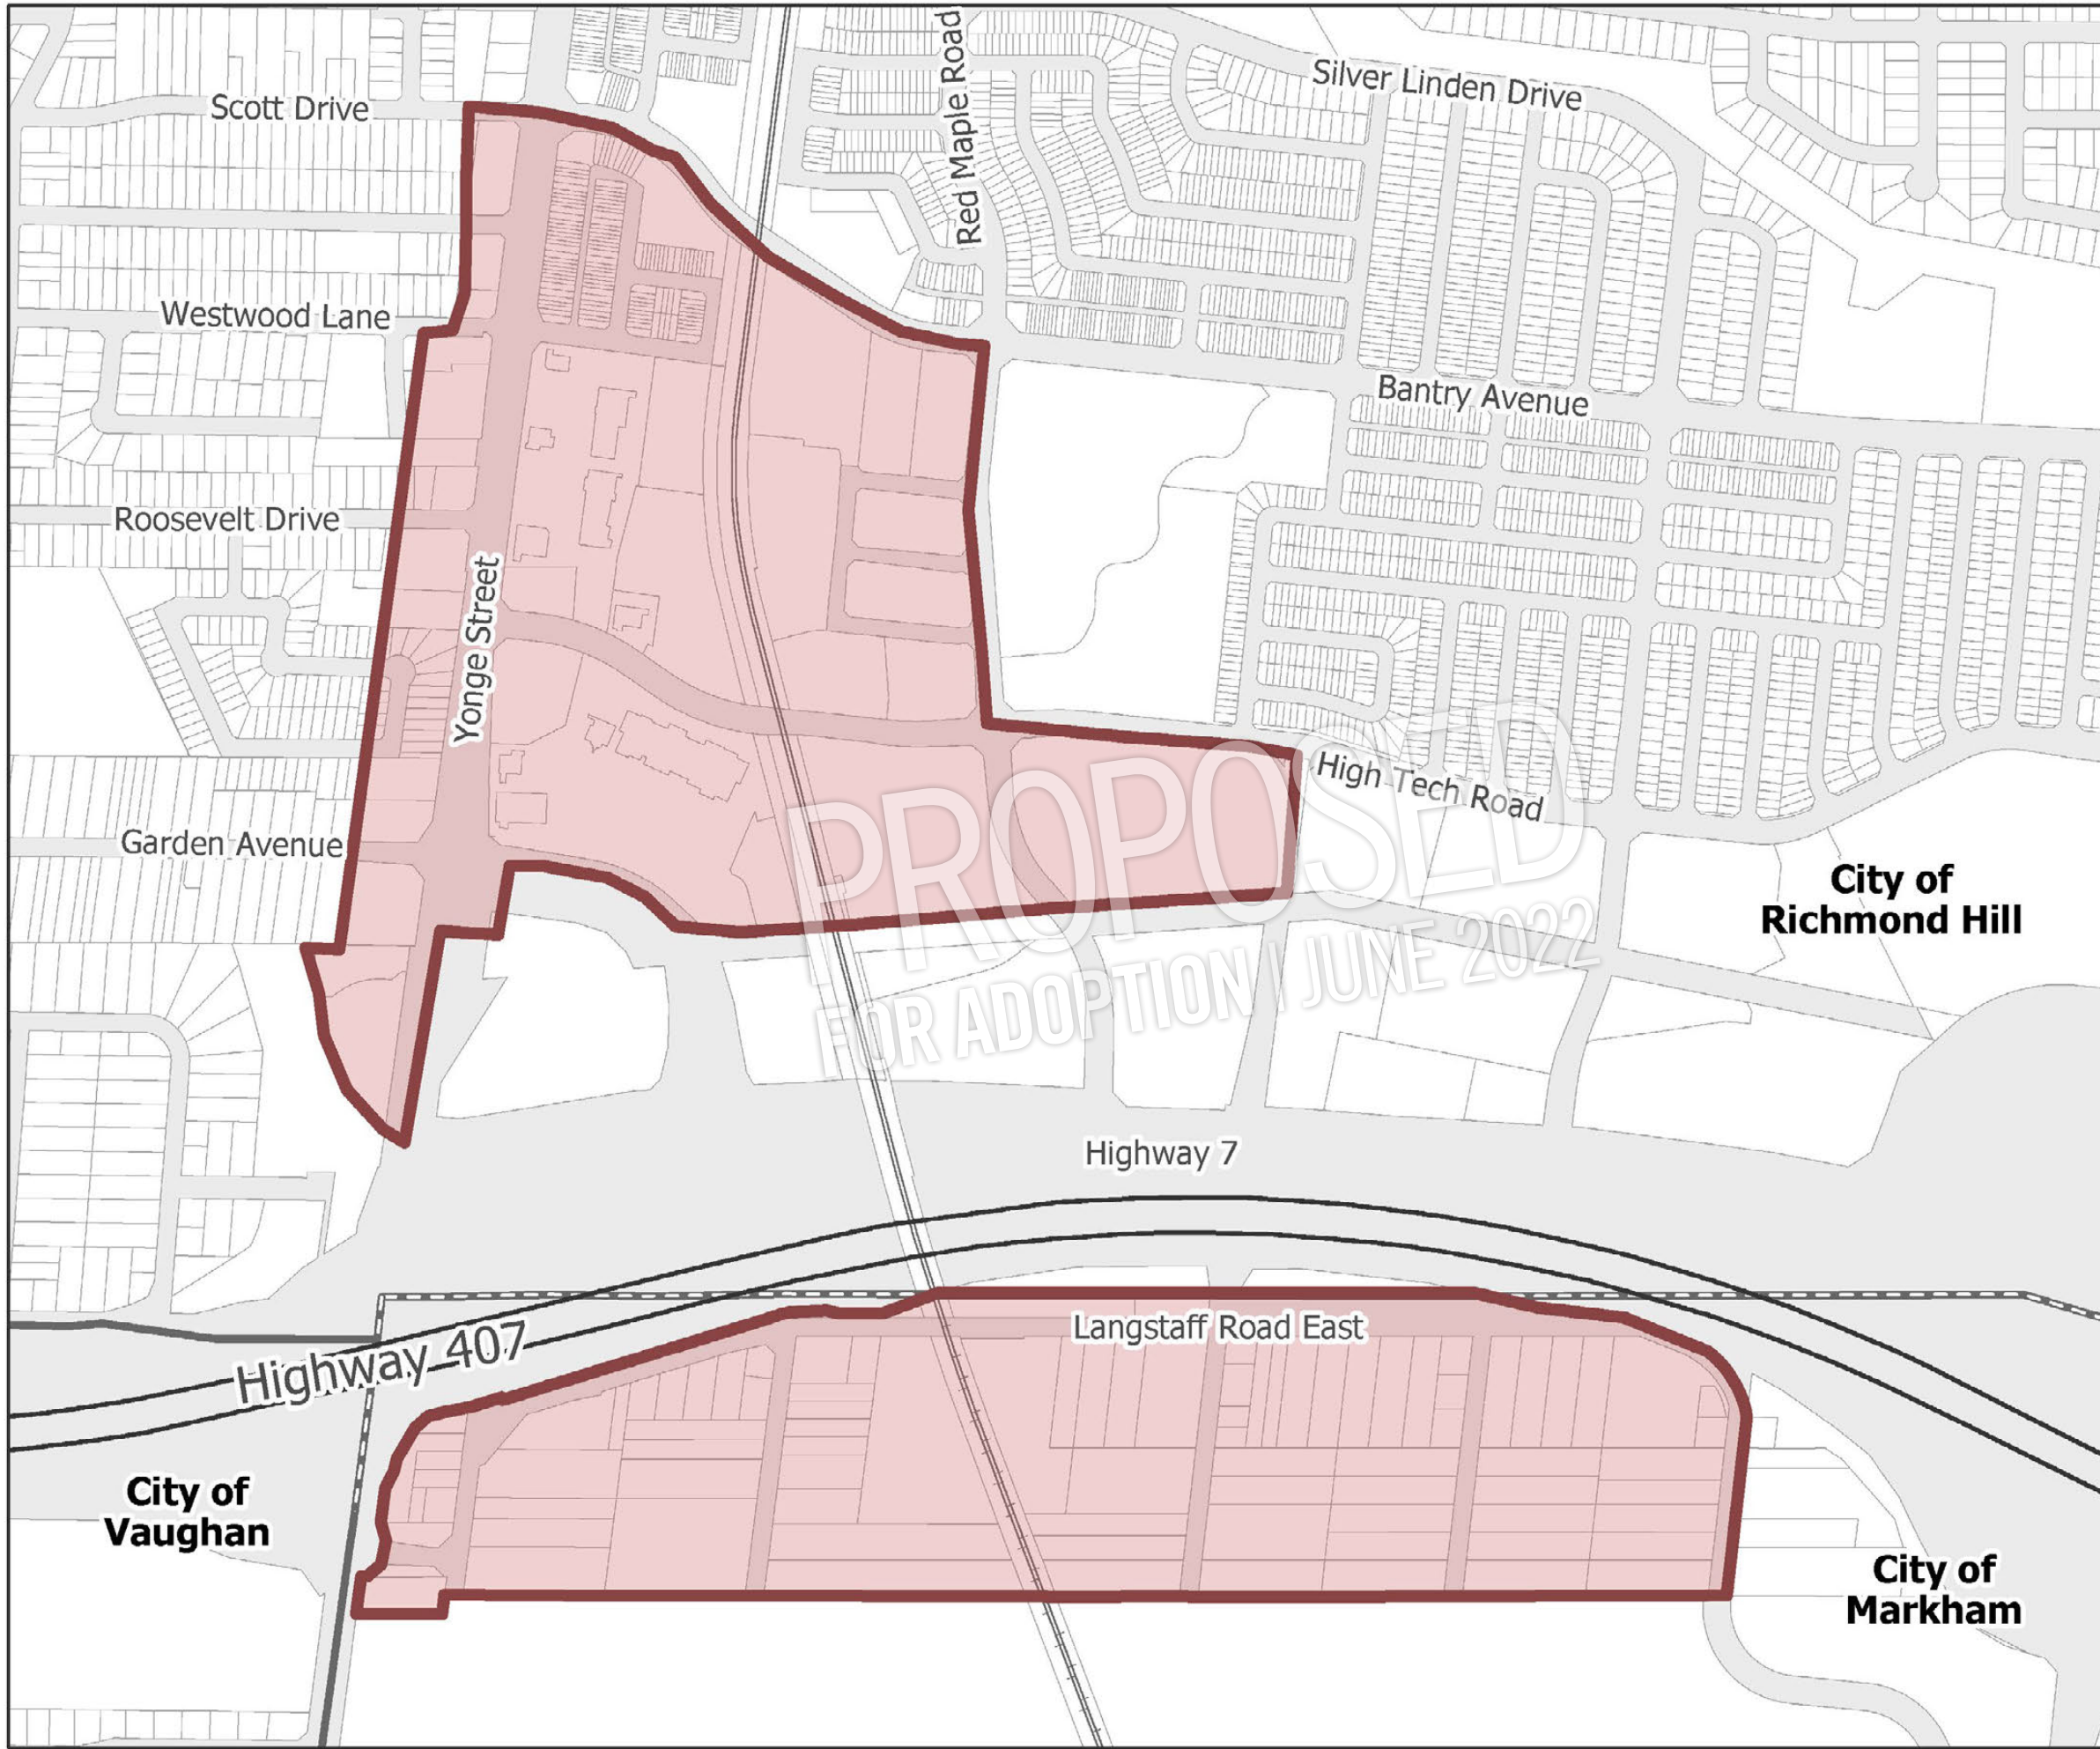 Red Maple Road
Silver Linden Drive
Scott Drive
Westwood Lane
Bantry Avenue
Roosevelt Drive
Yonge Street
High Tech Road
Garden Avenue
City of
Richmond Hill
PROPOSED
FOR ADOPTION | JUNE 2022
Highway 7
Langstaff Road East
Highway 407
City of
Vaughan
City of
Markham